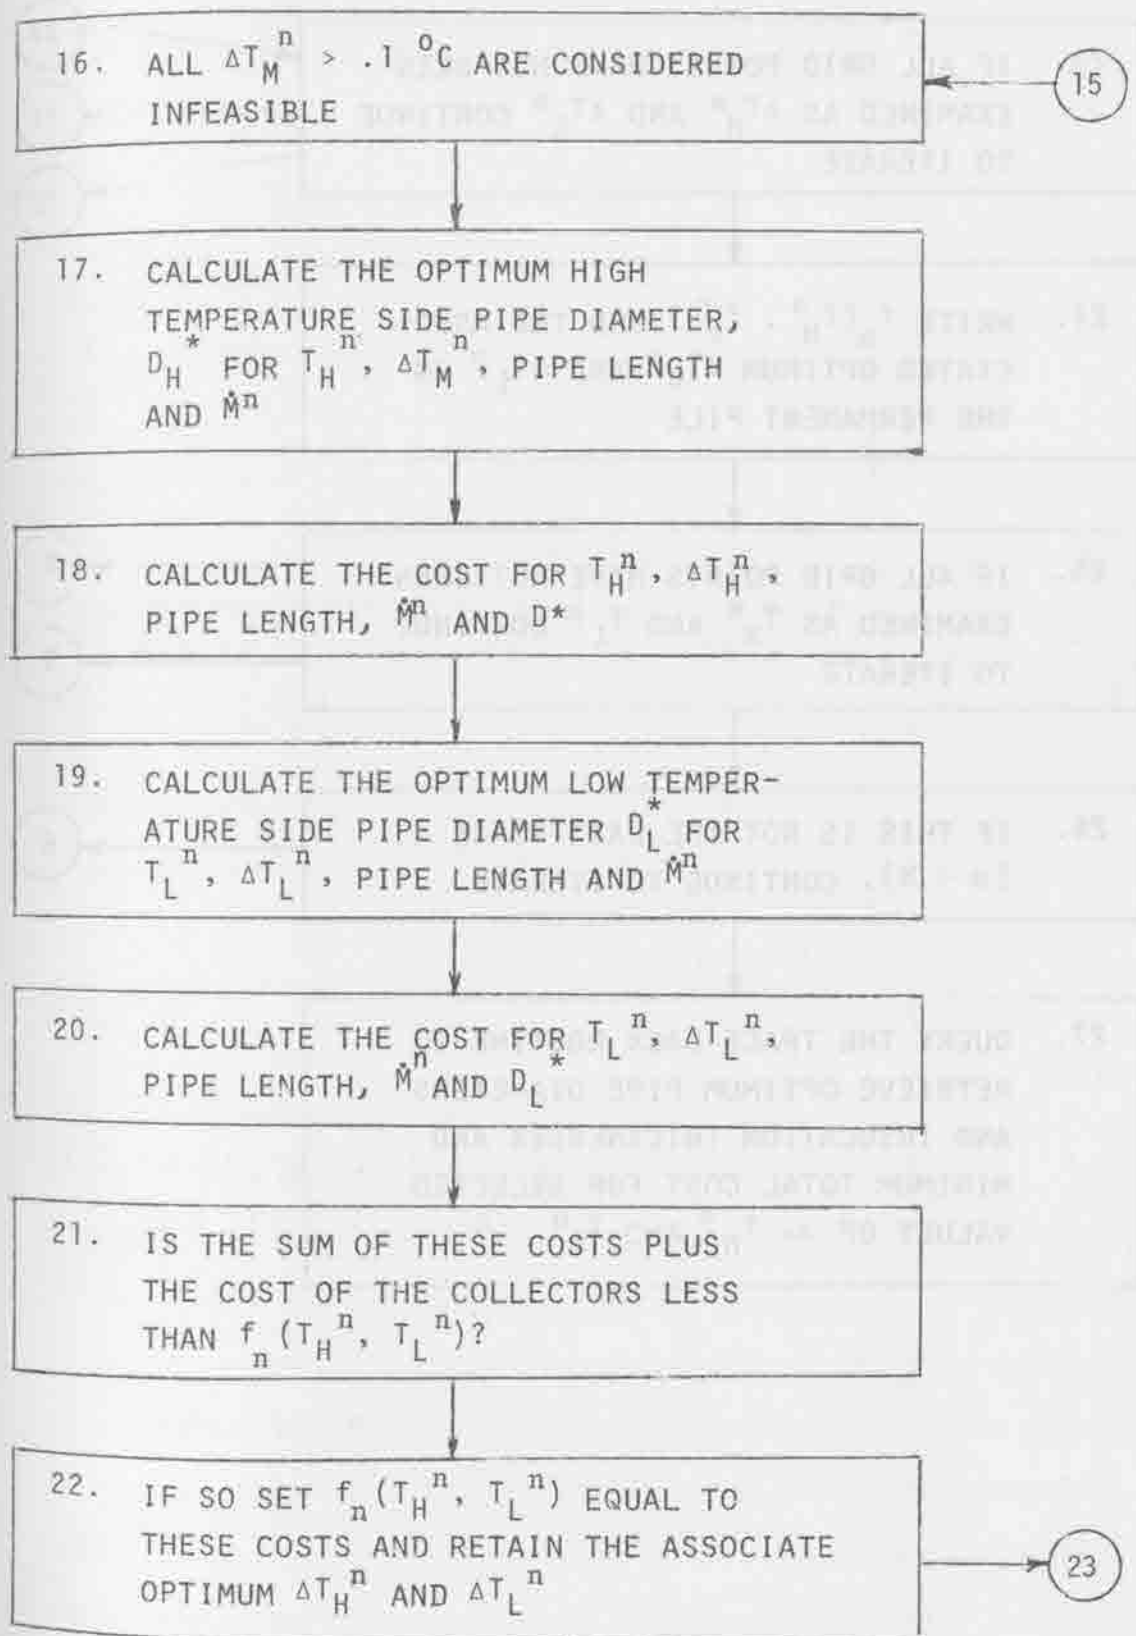 16. ALL ΔT_M^n > .1 °C ARE CONSIDERED
INFEASIBLE
15
17. CALCULATE THE OPTIMUM HIGH
TEMPERATURE SIDE PIPE DIAMETER,
D_H^* FOR T_H^n, ΔT_M^n, PIPE LENGTH
AND Ṁ^n
18. CALCULATE THE COST FOR T_H^n, ΔT_H^n,
PIPE LENGTH, Ṁ^n AND D*
19. CALCULATE THE OPTIMUM LOW TEMPER-
ATURE SIDE PIPE DIAMETER D_L^* FOR
T_L^n, ΔT_L^n, PIPE LENGTH AND Ṁ^n
20. CALCULATE THE COST FOR T_L^n, ΔT_L^n,
PIPE LENGTH, Ṁ^n AND D_L^*
21. IS THE SUM OF THESE COSTS PLUS
THE COST OF THE COLLECTORS LESS
THAN f_n(T_H^n, T_L^n)?
22. IF SO SET f_n(T_H^n, T_L^n) EQUAL TO
THESE COSTS AND RETAIN THE ASSOCIATE
OPTIMUM ΔT_H^n AND ΔT_L^n
23